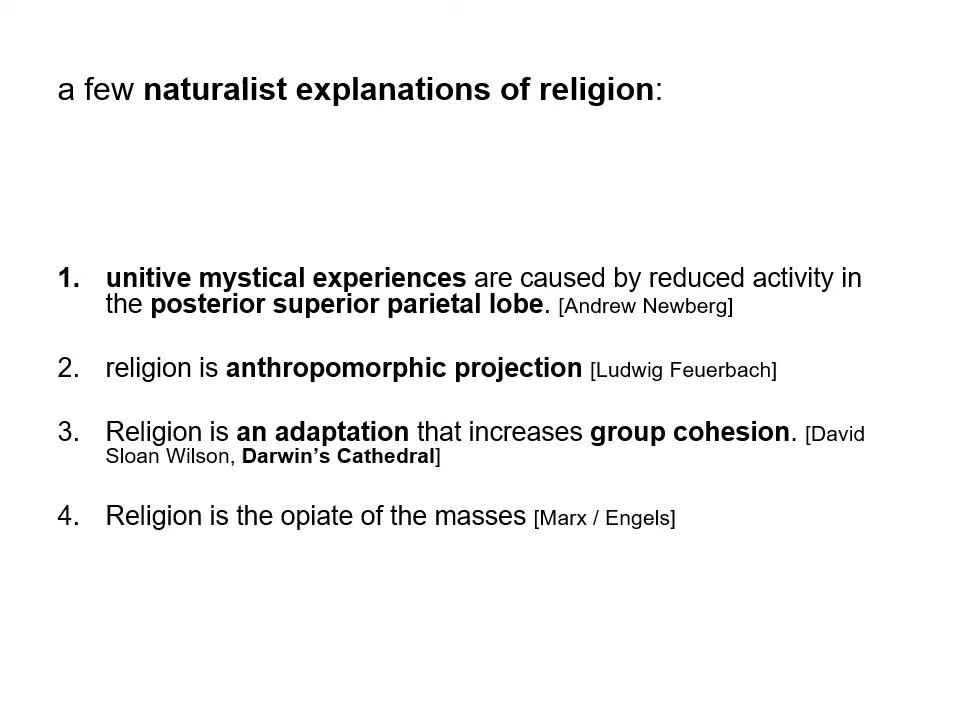 a few naturalist explanations of religion:
1. unitive mystical experiences are caused by reduced activity in
the posterior superior parietal lobe. [Andrew Newberg]
2. religion is anthropomorphic projection [Ludwig Feuerbach]
3. Religion is an adaptation that increases group cohesion. [David
Sloan Wilson, Darwin’s Cathedral]
4. Religion is the opiate of the masses [Marx / Engels]